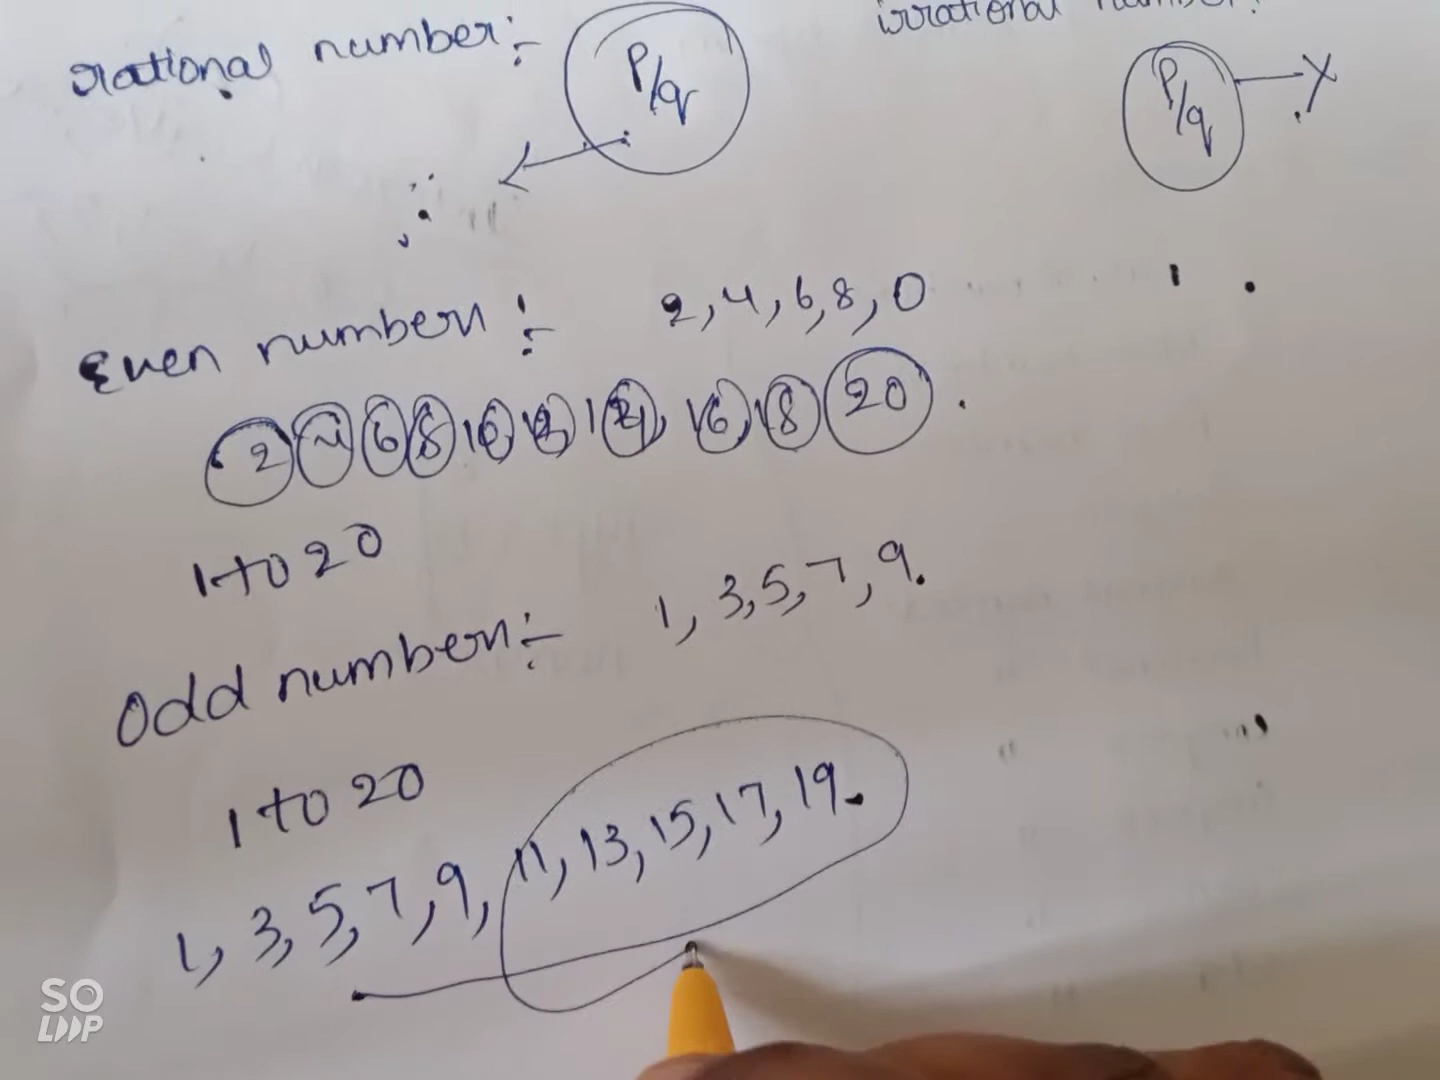 rational number:-
P/q
irrational number:
P/q X
Even number:- 2, 4, 6, 8, 0
2 4 6 8 10, 12, 14, 16, 18 20.
1 to 20
Odd number:- 1, 3, 5, 7, 9.
1 to 20
1, 3, 5, 7, 9, 11, 13, 15, 17, 19.
SO
LOOP